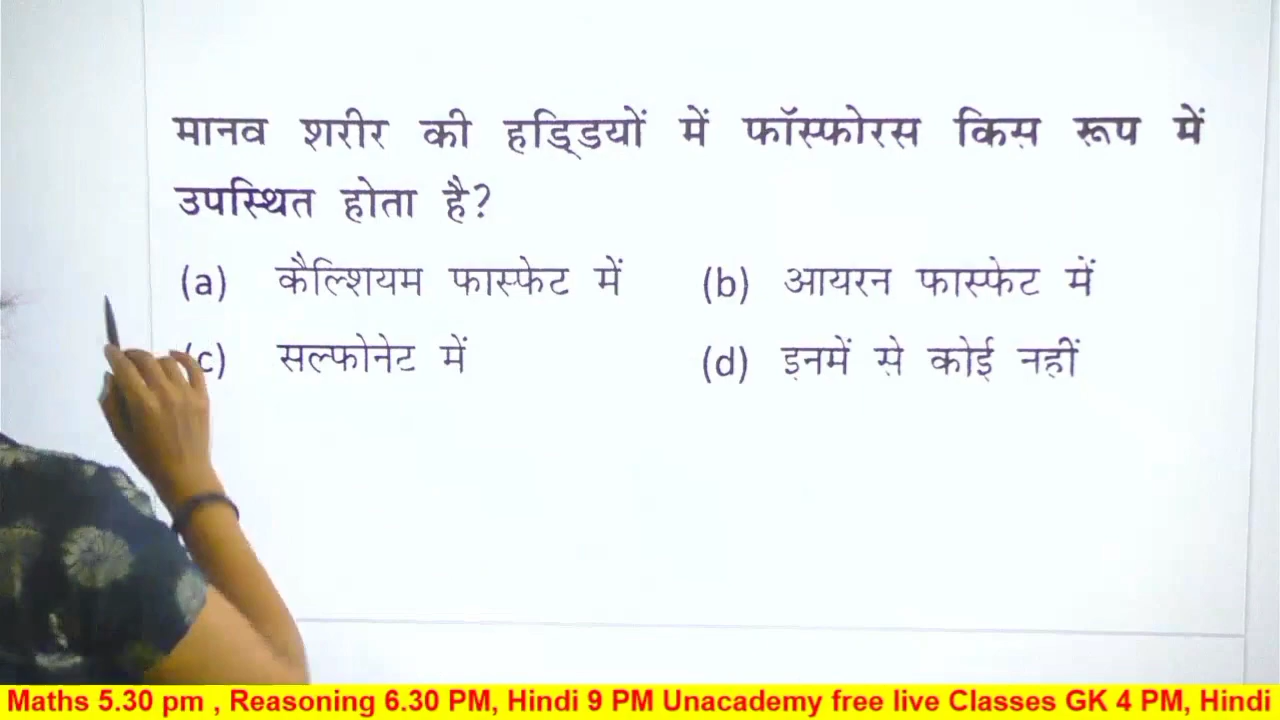 मानव शरीर की हड्डियों में फॉस्फोरस किस रूप में
उपस्थित होता है?
(a) कैल्शियम फास्फेट में (b) आयरन फास्फेट में
(c) सल्फोनेट में (d) इनमें से कोई नहीं
Maths 5.30 pm , Reasoning 6.30 PM, Hindi 9 PM Unacademy free live Classes GK 4 PM, Hindi